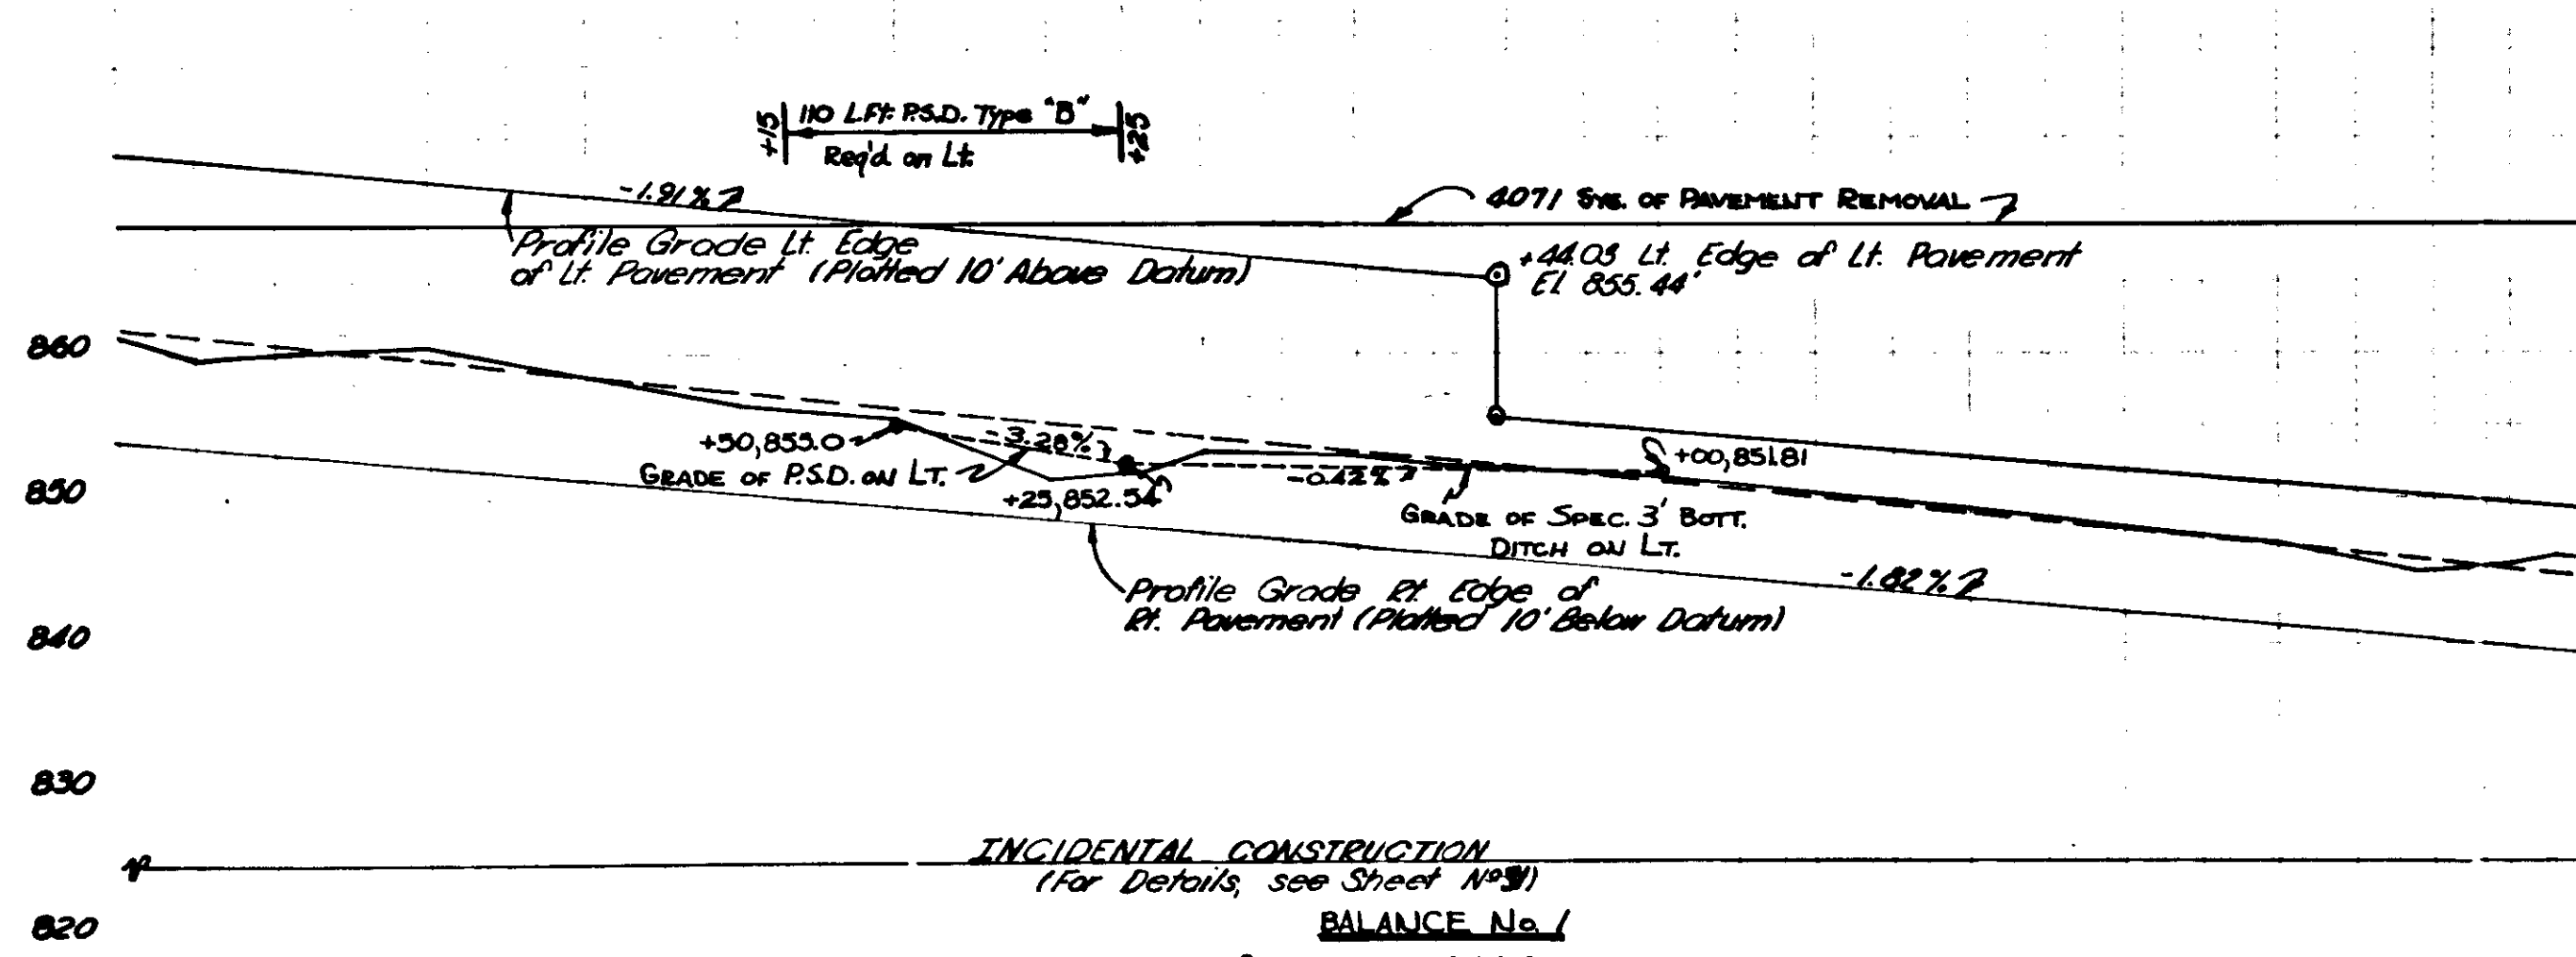 110 L.Ft. P.S.D. Type "B"
+15
+25
Req'd on Lt.
-1.91%
4071 SYS. OF PAVEMENT REMOVAL
Profile Grade Lt. Edge
of Lt. Pavement (Plotted 10' Above Datum)
+44.03 Lt. Edge of Lt. Pavement
El 855.44'
860
+50,855.0
-3.28%
+00,851.81
GRADE OF P.S.D. ON LT.
-0.42%
850
+25,852.54
GRADE OF SPEC. 3' BOTT.
DITCH ON LT.
-1.82%
Profile Grade Rt. Edge of
Rt. Pavement (Plotted 10' Below Datum)
840
830
INCIDENTAL CONSTRUCTION
(For Details, see Sheet No
820
BALANCE No. 1